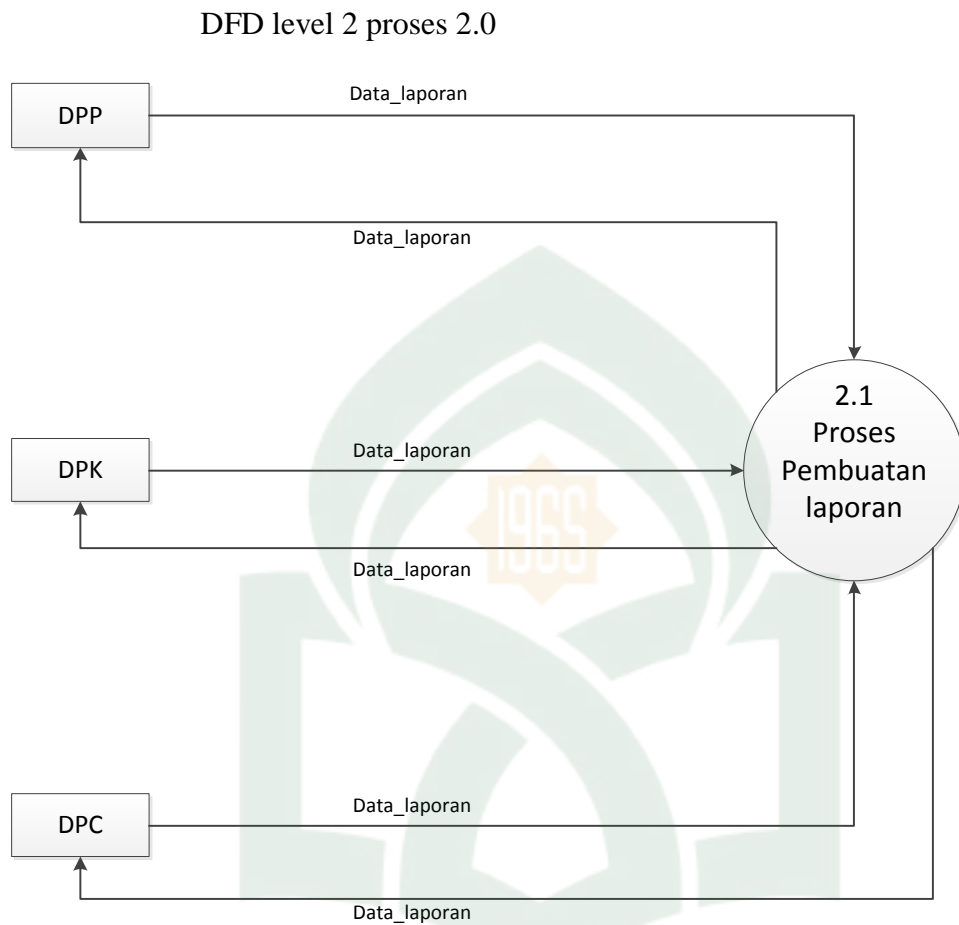 DFD level 2 proses 2.0
Data_laporan
DPP
Data_laporan
2.1
Proses
Pembuatan
laporan
Data_laporan
DPK
1965
Data_laporan
Data_laporan
DPC
Data_laporan